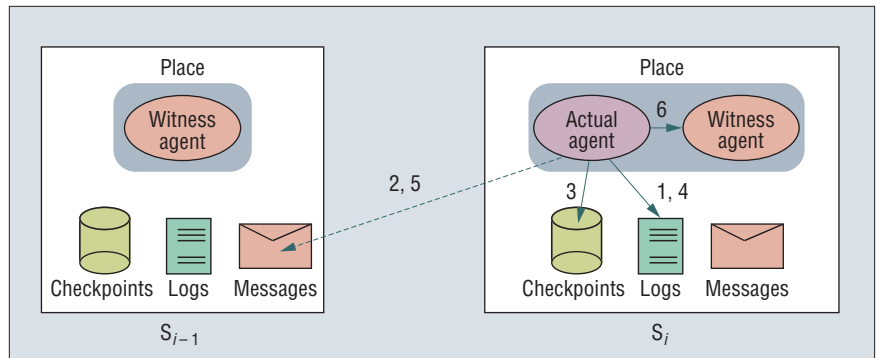 Place
Witness
agent
Checkpoints
Logs
Messages
S i–1
2, 5
Place
Actual
agent
6
Witness
agent
3
1, 4
Checkpoints
Logs
Messages
S i